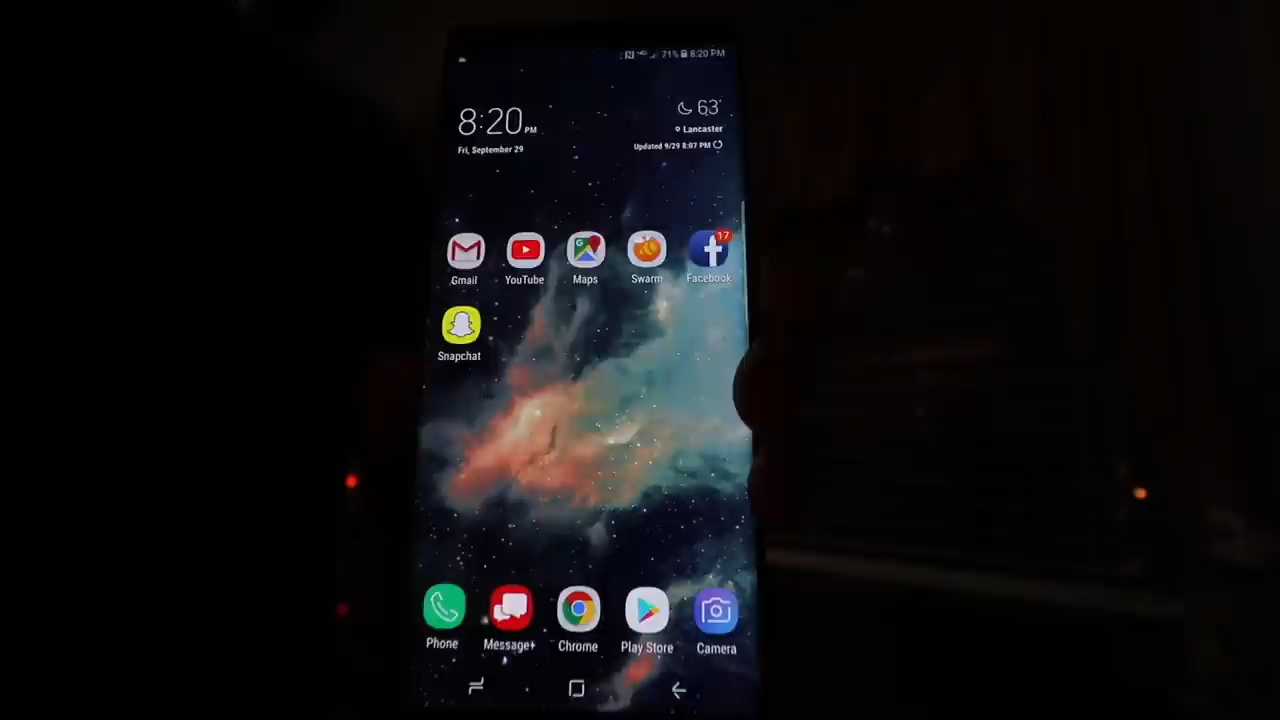 71% 8:20 PM
8:20 PM
63°
Lancaster
Fri, September 29
Updated 9/29 8:07 PM
17
Gmail
YouTube
Maps
Swarm
Facebook
Snapchat
Phone
Message+
Chrome
Play Store
Camera